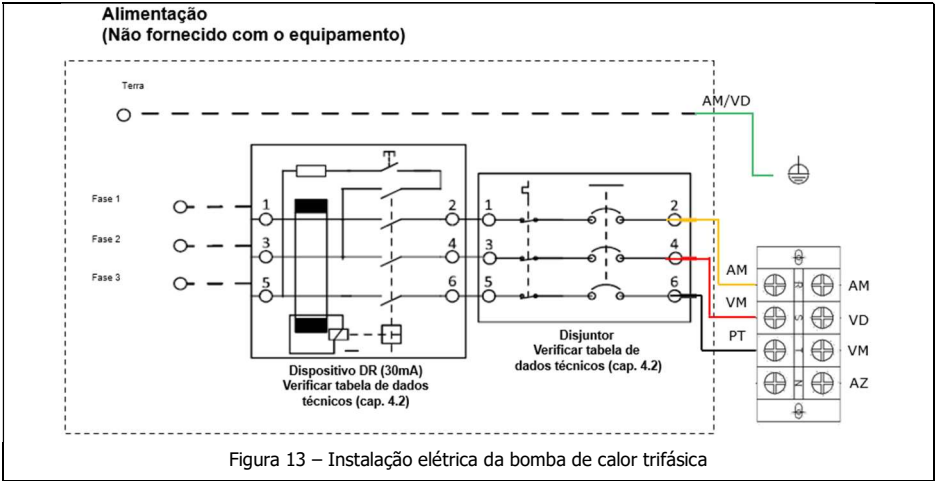 Alimentação
(Não fornecido com o equipamento)
Terra
AM/VD
Fase 1
Fase 2
Fase 3
1
2
1
2
3
4
3
4
5
6
5
6
AM
VM
PT
R
S
T
N
AM
VD
VM
AZ
Dispositivo DR (30mA)
Verificar tabela de dados
técnicos (cap. 4.2)
Disjuntor
Verificar tabela de
dados técnicos (cap. 4.2)
Figura 13 – Instalação elétrica da bomba de calor trifásica